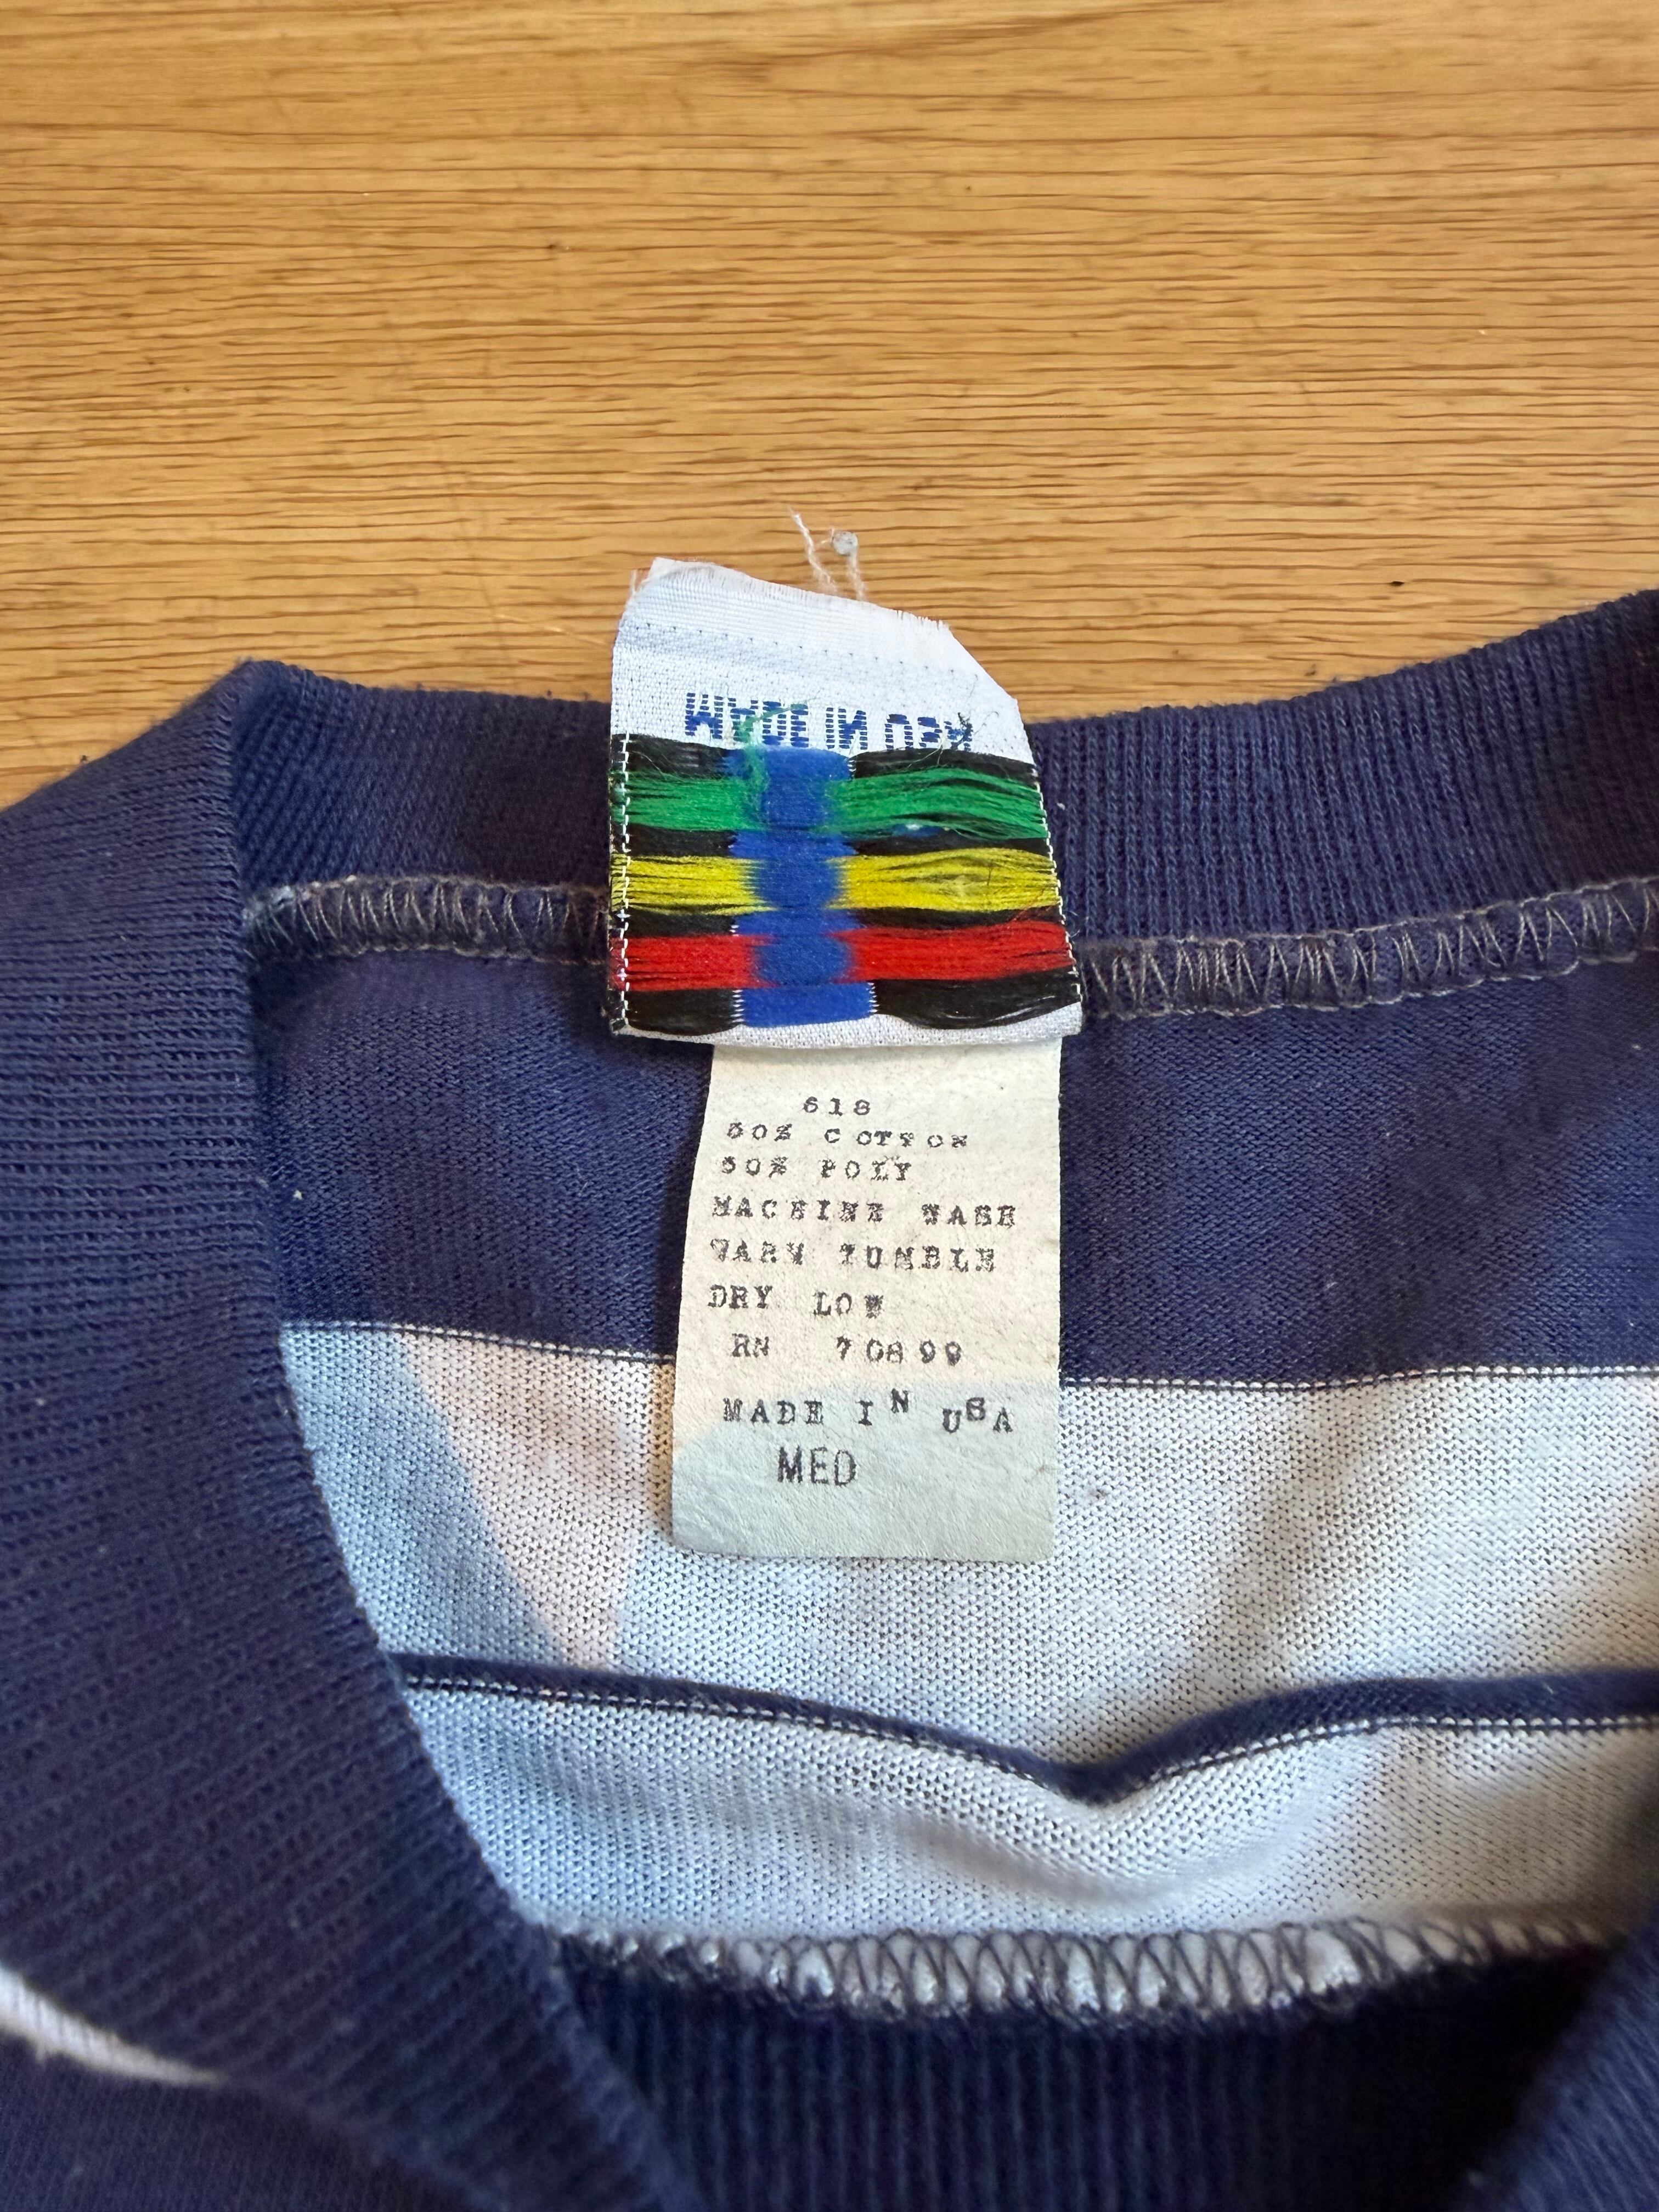 MADE IN USA
618
50% COTTON
50% POLY
MACHINE WASH
WARM TUMBLE
DRY LOW
RN 70899
MADE IN USA
MED